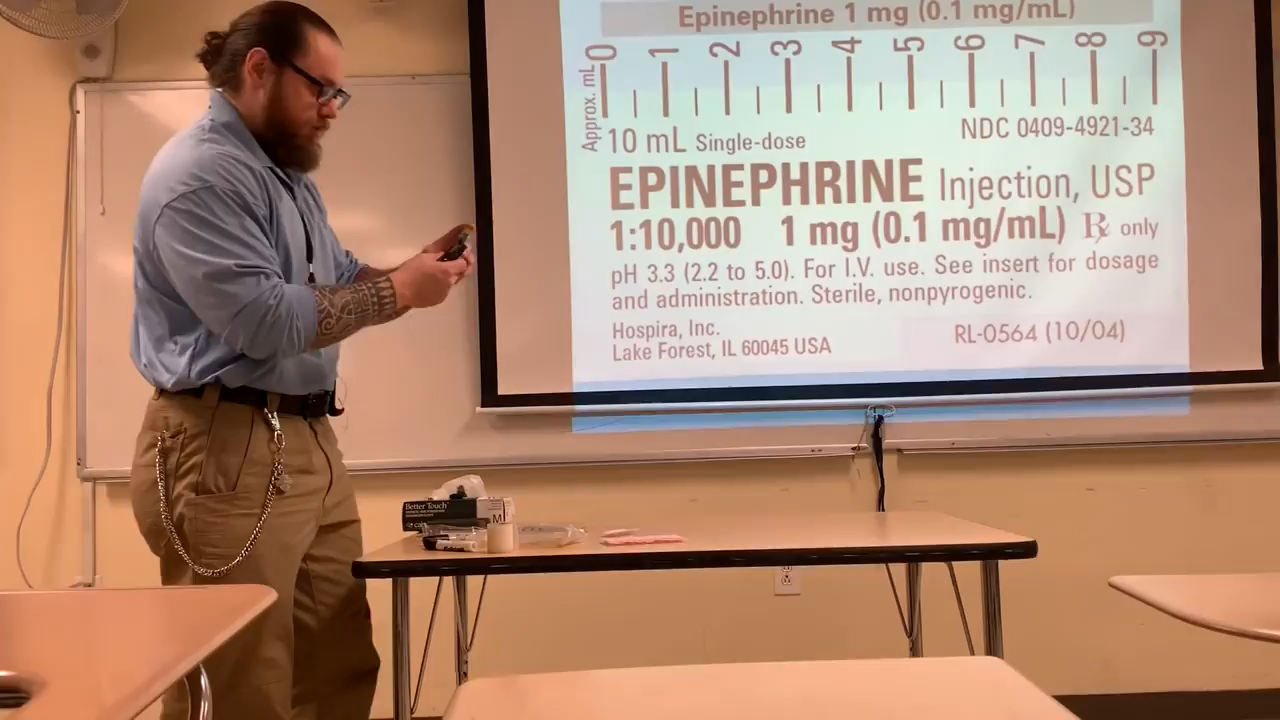 Epinephrine 1 mg (0.1 mg/mL)
Approx. mL 0 1 2 3 4 5 6 7 8 9
10 mL Single-dose
NDC 0409-4921-34
EPINEPHRINE Injection, USP
1:10,000 1 mg (0.1 mg/mL) Rx only
pH 3.3 (2.2 to 5.0). For I.V. use. See insert for dosage
and administration. Sterile, nonpyrogenic.
Hospira, Inc.
RL-0564 (10/04)
Lake Forest, IL 60045 USA
Better Touch
M